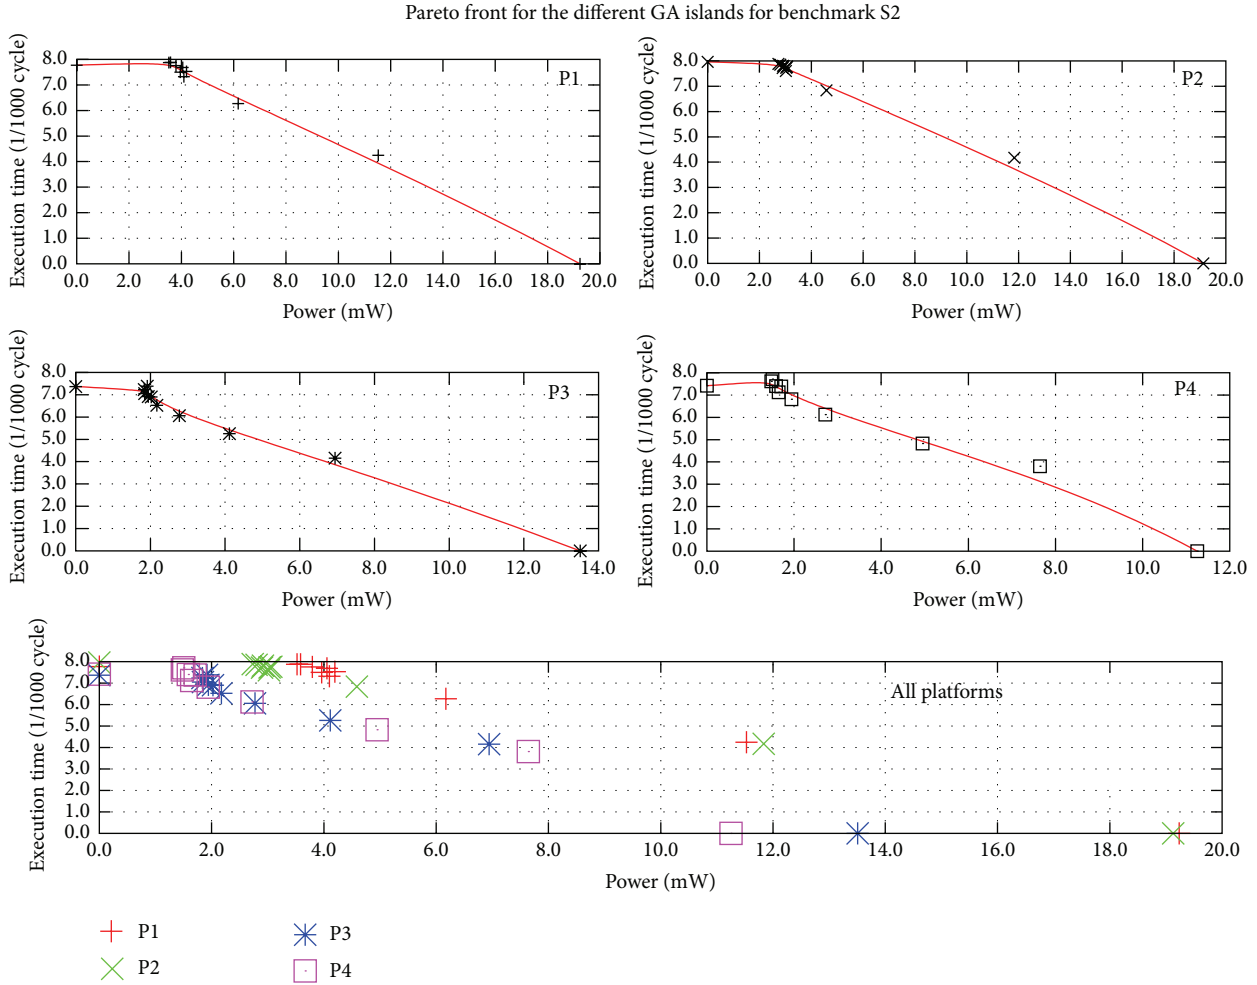 Pareto front for the different GA islands for benchmark S2
Execution time (1/1000 cycle)
8.0
7.0
6.0
5.0
4.0
3.0
2.0
1.0
0.0
P1
0.0 2.0 4.0 6.0 8.0 10.0 12.0 14.0 16.0 18.0 20.0
Power (mW)
Execution time (1/1000 cycle)
8.0
7.0
6.0
5.0
4.0
3.0
2.0
1.0
0.0
P2
0.0 2.0 4.0 6.0 8.0 10.0 12.0 14.0 16.0 18.0 20.0
Power (mW)
Execution time (1/1000 cycle)
8.0
7.0
6.0
5.0
4.0
3.0
2.0
1.0
0.0
P3
0.0 2.0 4.0 6.0 8.0 10.0 12.0 14.0
Power (mW)
Execution time (1/1000 cycle)
8.0
7.0
6.0
5.0
4.0
3.0
2.0
1.0
0.0
P4
0.0 2.0 4.0 6.0 8.0 10.0 12.0
Power (mW)
Execution time (1/1000 cycle)
8.0
7.0
6.0
5.0
4.0
3.0
2.0
1.0
0.0
All platforms
0.0 2.0 4.0 6.0 8.0 10.0 12.0 14.0 16.0 18.0 20.0
Power (mW)
P1
P2
P3
P4